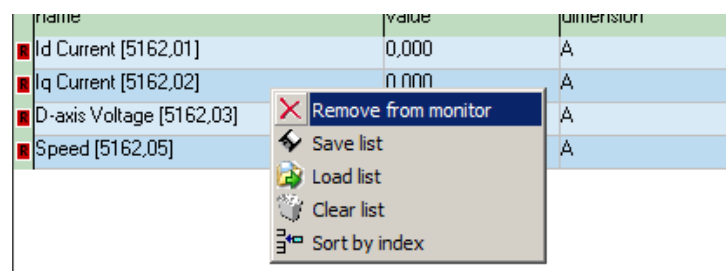 name value dimension
R Id Current [5162,01] 0,000 A
R Iq Current [5162,02] 0,000 A
R D-axis Voltage [5162,03] A
R Speed [5162,05] A
Remove from monitor
Save list
Load list
Clear list
Sort by index